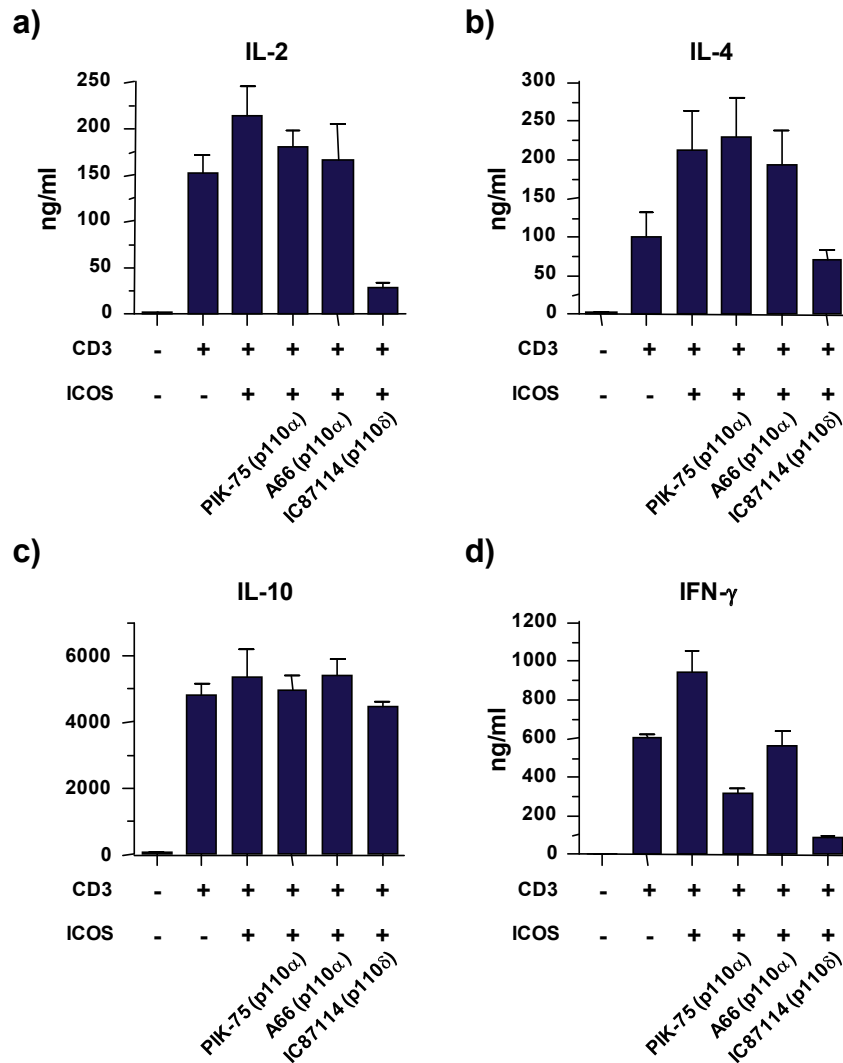 a)
IL-2
ng/ml
250
200
150
100
50
0
CD3 - + + + + +
ICOS - - + + + +
PIK-75 (p110α)
A66 (p110α)
IC87114 (p110δ)
b)
IL-4
ng/ml
300
250
200
150
100
50
0
CD3 - + + + + +
ICOS - - + + + +
PIK-75 (p110α)
A66 (p110α)
IC87114 (p110δ)
c)
IL-10
6000
4000
2000
0
CD3 - + + + + +
ICOS - - + + + +
PIK-75 (p110α)
A66 (p110α)
IC87114 (p110δ)
d)
IFN-γ
ng/ml
1200
1000
800
600
400
200
0
CD3 - + + + + +
ICOS - - + + + +
PIK-75 (p110α)
A66 (p110α)
IC87114 (p110δ)